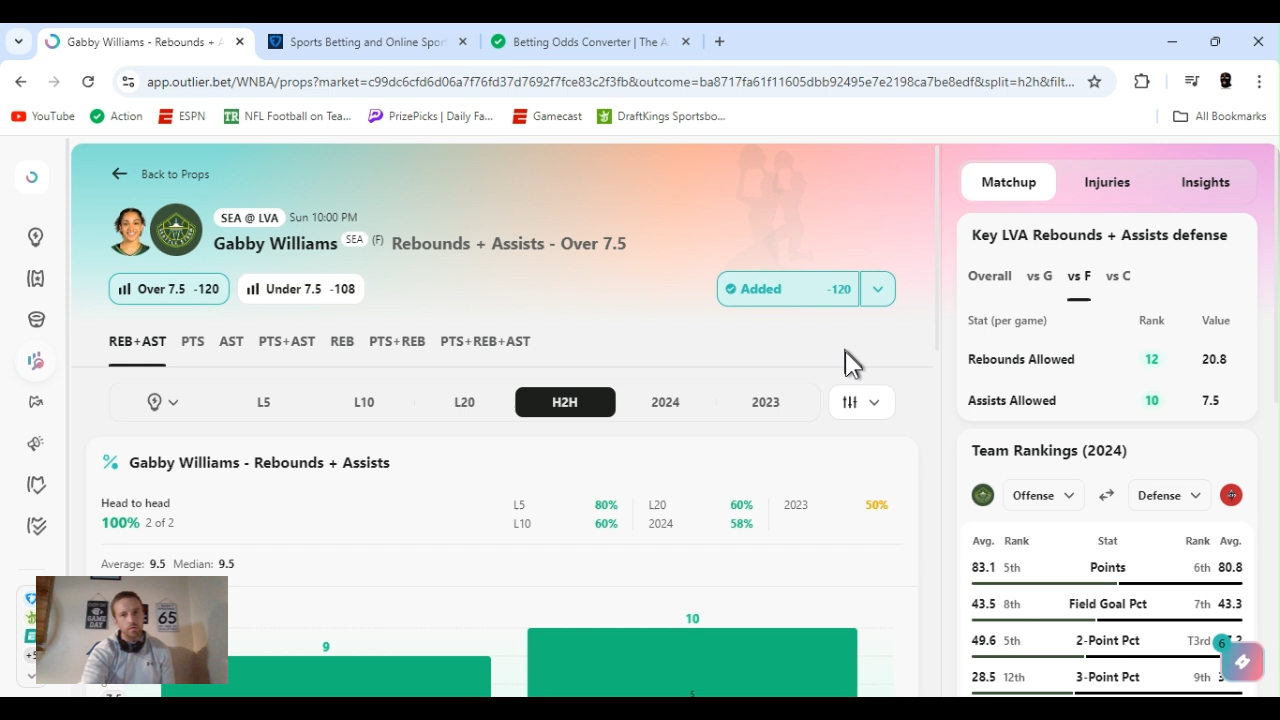 Gabby Williams - Rebounds + A
Sports Betting and Online Spor
Betting Odds Converter | The A
app.outlier.bet/WNBA/props?market=c99dc6cfd6d06a7f76fd37d7692f7fce83c2f3fb&outcome=ba8717fa61f11605dbb92495e7e2198ca7be8edf&split=h2h&filt...
YouTube Action ESPN NFL Football on Tea... PrizePicks | Daily Fa... Gamecast DraftKings Sportsbo... All Bookmarks
Back to Props
SEA @ LVA Sun 10:00 PM
Gabby Williams SEA (F) Rebounds + Assists - Over 7.5
Over 7.5 -120 Under 7.5 -108 Added -120
REB+AST PTS AST PTS+AST REB PTS+REB PTS+REB+AST
L5 L10 L20 H2H 2024 2023
Gabby Williams - Rebounds + Assists
Head to head
100% 2 of 2
L5 80% L20 60% 2023 50%
L10 60% 2024 58%
Average: 9.5 Median: 9.5
9
10
5
GAME DAY
65
Matchup Injuries Insights
Key LVA Rebounds + Assists defense
Overall vs G vs F vs C
Stat (per game) Rank Value
Rebounds Allowed 12 20.8
Assists Allowed 10 7.5
Team Rankings (2024)
Offense Defense
Avg. Rank Stat Rank Avg.
83.1 5th Points 6th 80.8
43.5 8th Field Goal Pct 7th 43.3
49.6 5th 2-Point Pct T3rd
6
28.5 12th 3-Point Pct 9th